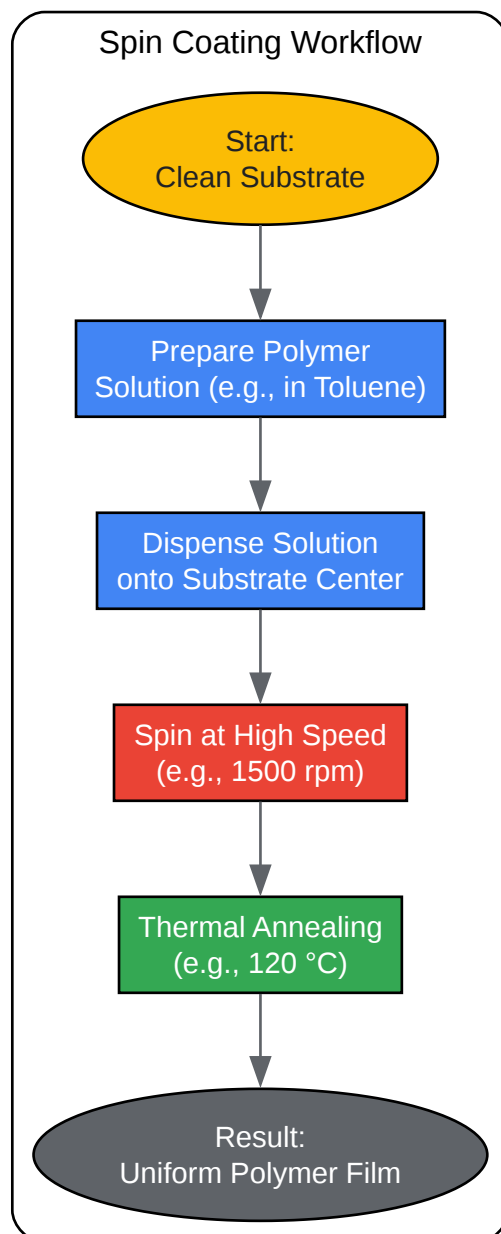 Spin Coating Workflow
Start:
Clean Substrate
Prepare Polymer
Solution (e.g., in Toluene)
Dispense Solution
onto Substrate Center
Spin at High Speed
(e.g., 1500 rpm)
Thermal Annealing
(e.g., 120 °C)
Result:
Uniform Polymer Film